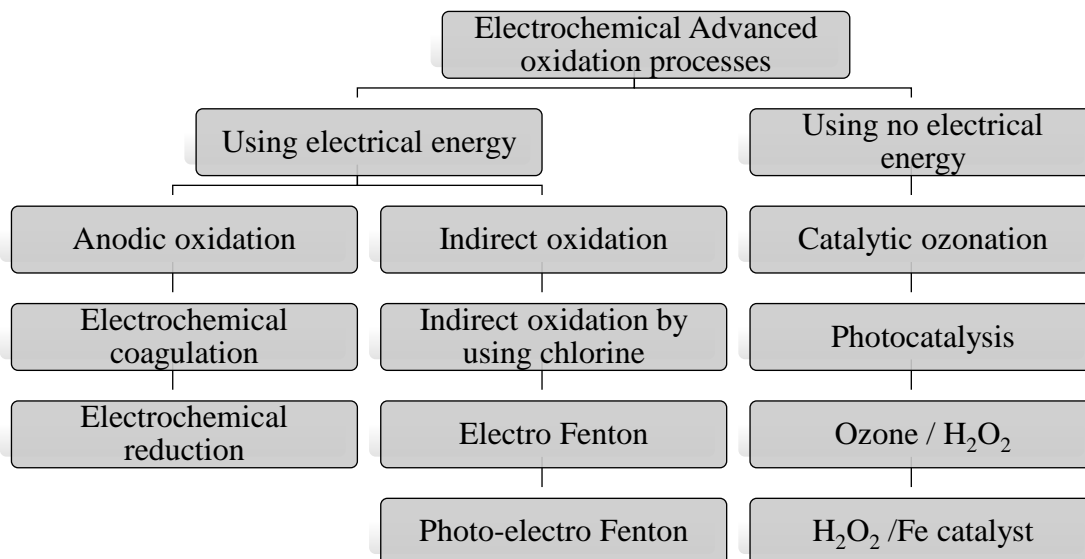 Electrochemical Advanced
oxidation processes
Using electrical energy
Using no electrical
energy
Anodic oxidation
Indirect oxidation
Catalytic ozonation
Electrochemical
coagulation
Indirect oxidation by
using chlorine
Photocatalysis
Electrochemical
reduction
Electro Fenton
Ozone / H₂O₂
Photo-electro Fenton
H₂O₂ /Fe catalyst